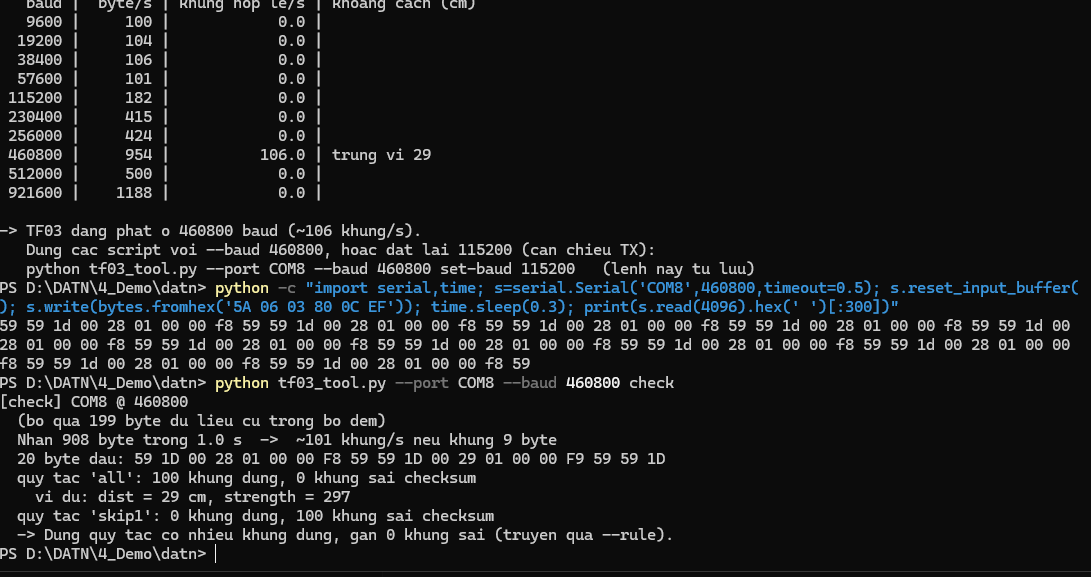 baud | byte/s | khung hop le/s | khoang cach (cm)
9600 | 100 | 0.0 |
19200 | 104 | 0.0 |
38400 | 106 | 0.0 |
57600 | 101 | 0.0 |
115200 | 182 | 0.0 |
230400 | 415 | 0.0 |
256000 | 424 | 0.0 |
460800 | 954 | 106.0 | trung vi 29
512000 | 500 | 0.0 |
921600 | 1188 | 0.0 |
-> TF03 dang phat o 460800 baud (~106 khung/s).
Dung cac script voi --baud 460800, hoac dat lai 115200 (can chieu TX):
python tf03_tool.py --port COM8 --baud 460800 set-baud 115200 (lenh nay tu luu)
PS D:\DATN\4_Demo\datn> python -c "import serial,time; s=serial.Serial('COM8',460800,timeout=0.5); s.reset_input_buffer(
); s.write(bytes.fromhex('5A 06 03 80 0C EF')); time.sleep(0.3); print(s.read(4096).hex(' ')[:300])"
59 59 1d 00 28 01 00 00 f8 59 59 1d 00 28 01 00 00 f8 59 59 1d 00 28 01 00 00 f8 59 59 1d 00 28 01 00 00 f8 59 59 1d 00
28 01 00 00 f8 59 59 1d 00 28 01 00 00 f8 59 59 1d 00 28 01 00 00 f8 59 59 1d 00 28 01 00 00 f8 59 59 1d 00 28 01 00 00
f8 59 59 1d 00 28 01 00 00 f8 59 59 1d 00 28 01 00 00 f8 59
PS D:\DATN\4_Demo\datn> python tf03_tool.py --port COM8 --baud 460800 check
[check] COM8 @ 460800
(bo qua 199 byte du lieu cu trong bo dem)
Nhan 908 byte trong 1.0 s -> ~101 khung/s neu khung 9 byte
20 byte dau: 59 1D 00 28 01 00 00 F8 59 59 1D 00 29 01 00 00 F9 59 59 1D
quy tac 'all': 100 khung dung, 0 khung sai checksum
vi du: dist = 29 cm, strength = 297
quy tac 'skip1': 0 khung dung, 100 khung sai checksum
-> Dung quy tac co nhieu khung dung, gan 0 khung sai (truyen qua --rule).
PS D:\DATN\4_Demo\datn>